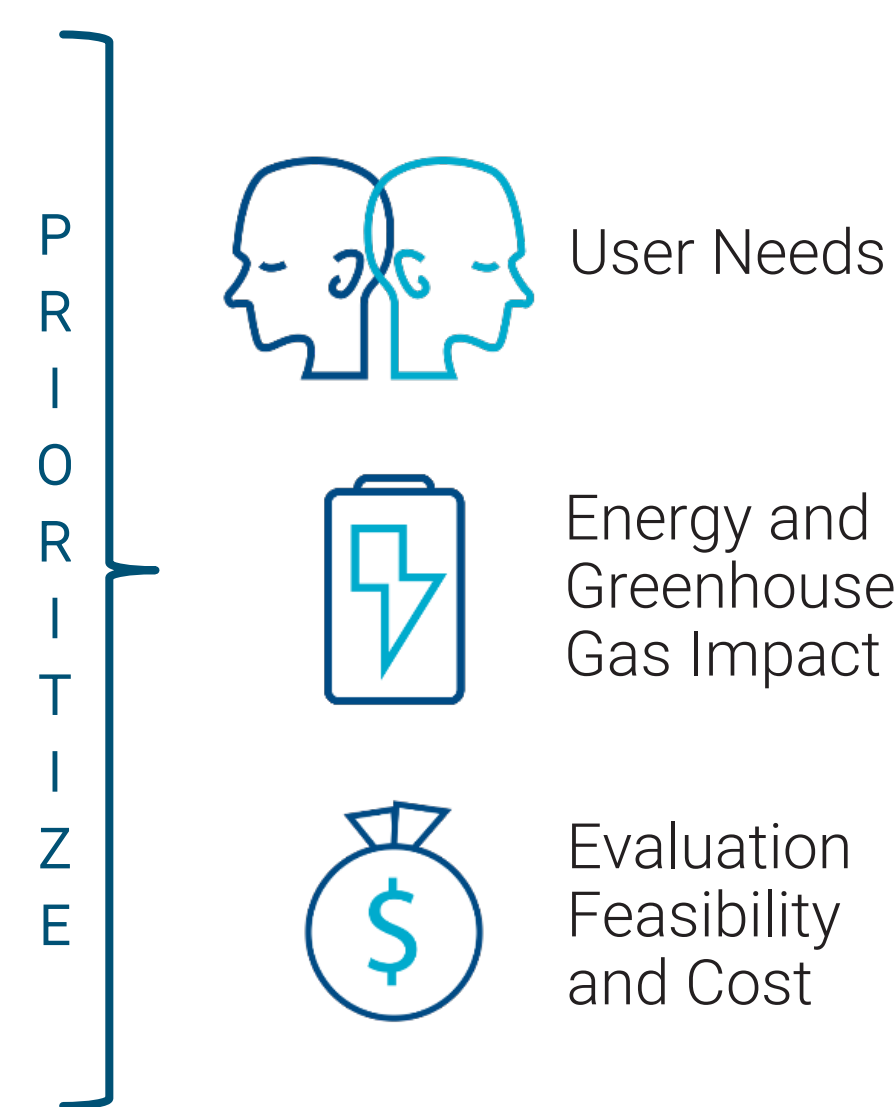 PRIORITIZE
User Needs
Energy and
Greenhouse
Gas Impact
$
Evaluation
Feasibility
and Cost